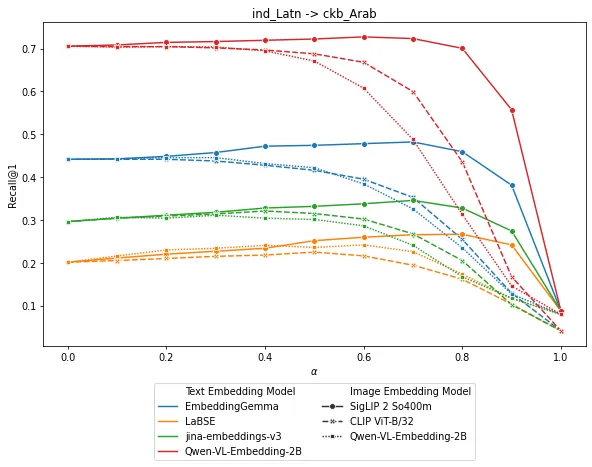 ind_Latn -> ckb_Arab
Recall@1
0.7
0.6
0.5
0.4
0.3
0.2
0.1
0.0 0.2 0.4 0.6 0.8 1.0
α
Text Embedding Model Image Embedding Model
EmbeddingGemma SigLIP 2 So400m
LaBSE CLIP ViT-B/32
jina-embeddings-v3 Qwen-VL-Embedding-2B
Qwen-VL-Embedding-2B